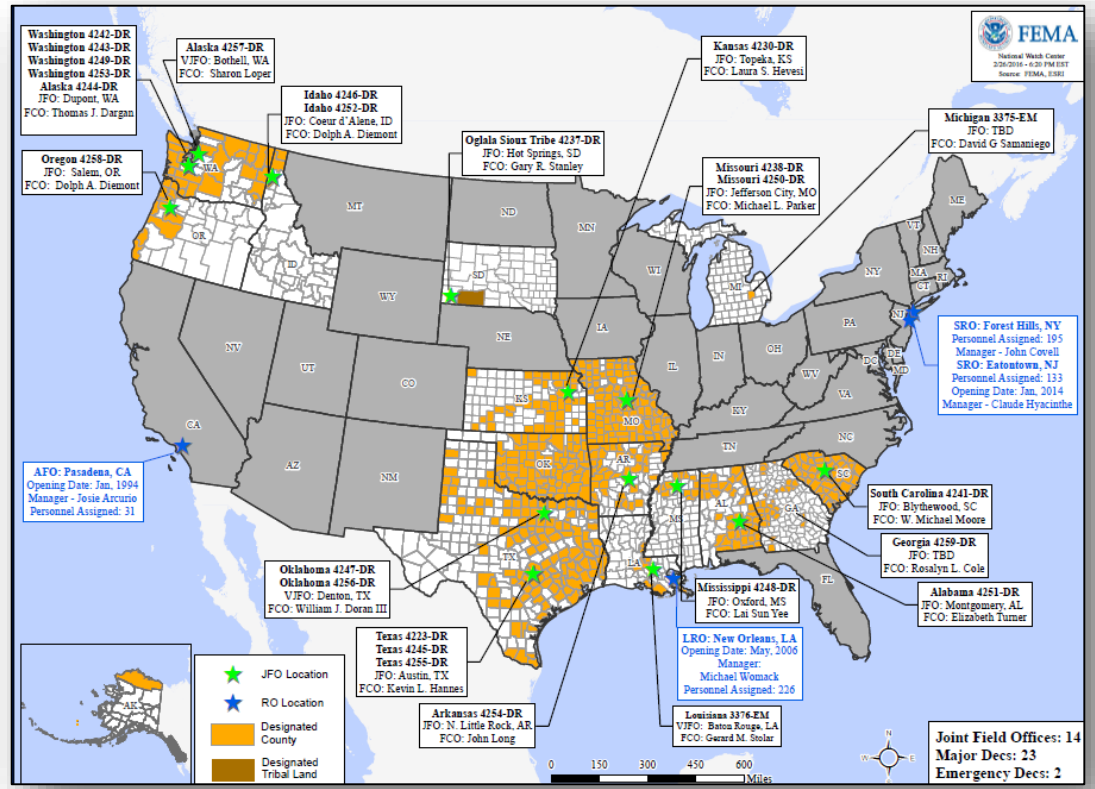 Washington 4242-DR
Washington 4243-DR
Washington 4249-DR
Washington 4253-DR
Alaska 4244-DR
JFO: Dupont, WA
FCO: Thomas J. Dargan
Alaska 4257-DR
VJFO: Bothell, WA
FCO: Sharon Loper
Idaho 4246-DR
Idaho 4252-DR
JFO: Coeur d'Alene, ID
FCO: Dolph A. Diemont
Oregon 4258-DR
JFO: Salem, OR
FCO: Dolph A. Diemont
Oglala Sioux Tribe 4237-DR
JFO: Hot Springs, SD
FCO: Gary R. Stanley
Kansas 4230-DR
JFO: Topeka, KS
FCO: Laura S. Hevesi
Missouri 4238-DR
Missouri 4250-DR
JFO: Jefferson City, MO
FCO: Michael L. Parker
FEMA
National Watch Center
2/26/2016 - 6:20 PM EST
Source: FEMA, ESRI
Michigan 3375-EM
JFO: TBD
FCO: David G Samaniego
WA
OR
ID
MT
ND
MN
SD
WY
WI
MI
ME
VT
NH
NY
MA
RI
CT
NE
IA
PA
NJ
NV
UT
CO
KS
MO
IL
IN
OH
WV
DC
DE
MD
VA
KY
CA
AZ
NM
OK
AR
TN
NC
SC
TX
LA
MS
AL
GA
FL
AK
SRO: Forest Hills, NY
Personnel Assigned: 195
Manager - John Covell
SRO: Eatontown, NJ
Personnel Assigned: 133
Opening Date: Jan, 2014
Manager - Claude Hyacinthe
AFO: Pasadena, CA
Opening Date: Jan, 1994
Manager - Josie Arcurio
Personnel Assigned: 31
South Carolina 4241-DR
JFO: Blythewood, SC
FCO: W. Michael Moore
Georgia 4259-DR
JFO: TBD
FCO: Rosalyn L. Cole
Alabama 4251-DR
JFO: Montgomery, AL
FCO: Elizabeth Turner
Mississippi 4248-DR
JFO: Oxford, MS
FCO: Lai Sun Yee
LRO: New Orleans, LA
Opening Date: May, 2006
Manager:
Michael Womack
Personnel Assigned: 226
Oklahoma 4247-DR
Oklahoma 4256-DR
VJFO: Denton, TX
FCO: William J. Doran III
Texas 4223-DR
Texas 4245-DR
Texas 4255-DR
JFO: Austin, TX
FCO: Kevin L. Hannes
Arkansas 4254-DR
JFO: N. Little Rock, AR
FCO: John Long
Louisiana 3376-EM
VJFO: Baton Rouge, LA
FCO: Gerard M. Stolar
JFO Location
RO Location
Designated
County
Designated
Tribal Land
0 150 300 450 600
Miles
N
W E
S
Joint Field Offices: 14
Major Decs: 23
Emergency Decs: 2